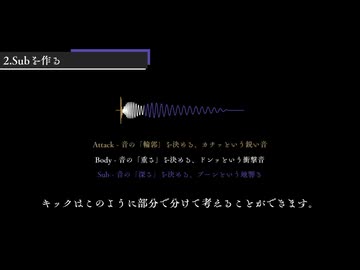 2.Subを作る
Attack - 音の「輪郭」を決める、カチッという鋭い音
Body - 音の「重さ」を決める、ドンッという衝撃音
Sub - 音の「深さ」を決める、ブーンという地響き
キックはこのように部分で分けて考えることができます。